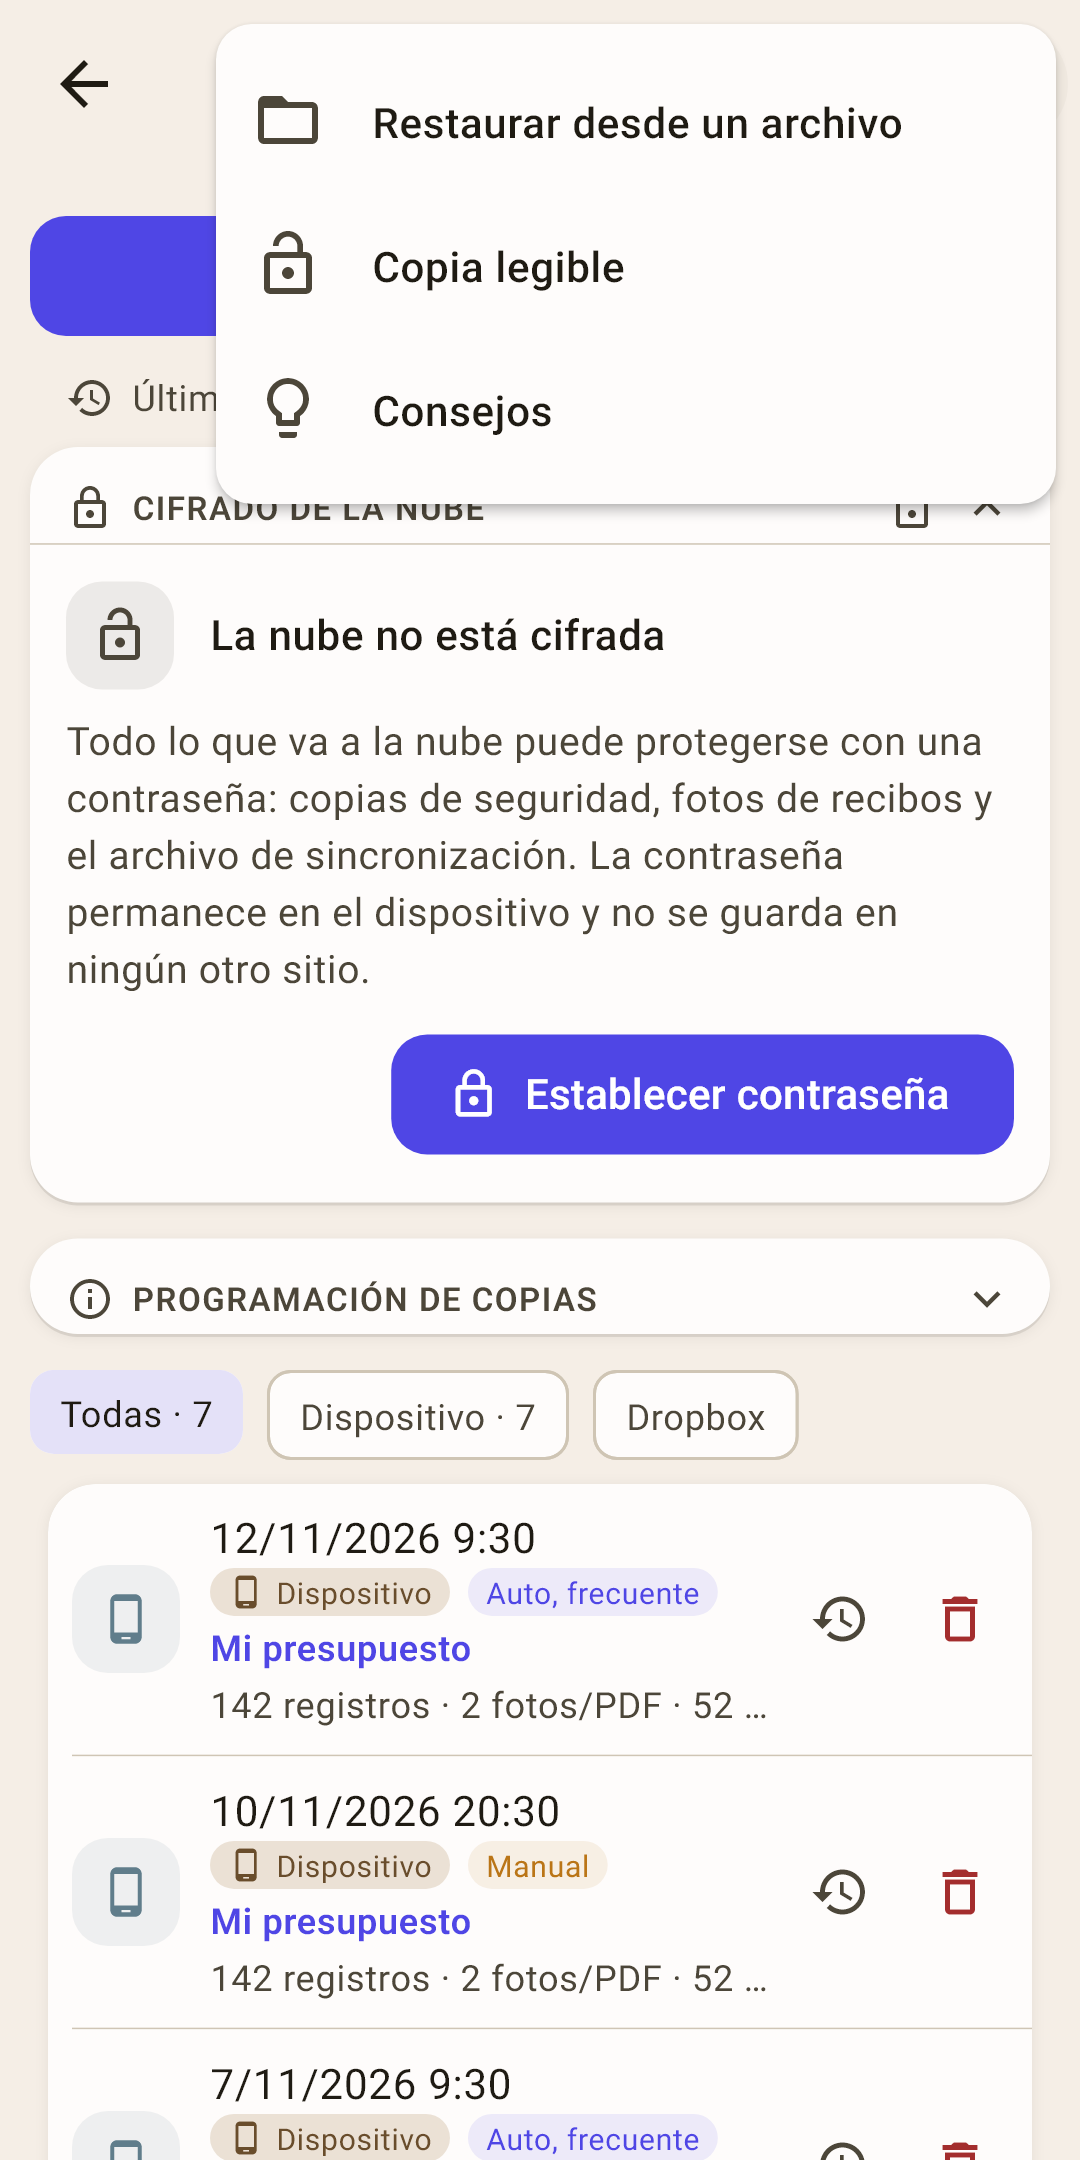 Restaurar desde un archivo
Copia legible
Consejos
CIFRADO DE LA NUBE
La nube no está cifrada
Todo lo que va a la nube puede protegerse con una
contraseña: copias de seguridad, fotos de recibos y
el archivo de sincronización. La contraseña
permanece en el dispositivo y no se guarda en
ningún otro sitio.
Establecer contraseña
PROGRAMACIÓN DE COPIAS
Todas · 7
Dispositivo · 7
Dropbox
12/11/2026 9:30
Dispositivo
Auto, frecuente
Mi presupuesto
142 registros · 2 fotos/PDF · 52 …
10/11/2026 20:30
Dispositivo
Manual
Mi presupuesto
142 registros · 2 fotos/PDF · 52 …
7/11/2026 9:30
Dispositivo
Auto, frecuente